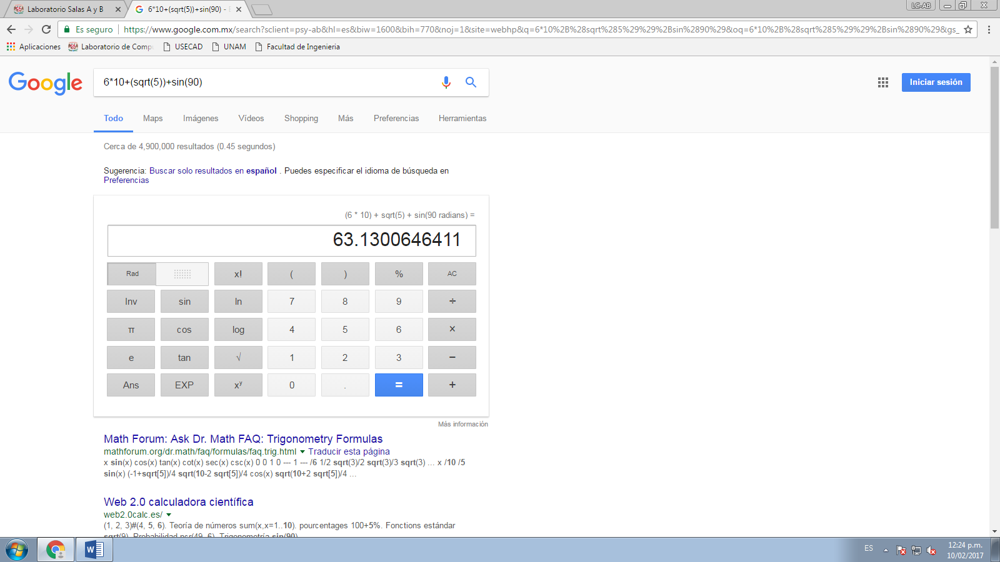 Laboratorio Salas A y B
6*10+(sqrt(5))+sin(90) -
LC-AB
Es seguro
https://www.google.com.mx/search?sclient=psy-ab&hl=es&biw=1600&bih=770&noj=1&site=webhp&q=6*10%2B%28sqrt%285%29%29%2Bsin%2890%29&oq=6*10%2B%28sqrt%285%29%29%2Bsin%2890%29&gs_
Aplicaciones
Laboratorio de Comp
USECAD
UNAM
Facultad de Ingenieria
Google
6*10+(sqrt(5))+sin(90)
Iniciar sesión
Todo Maps Imágenes Vídeos Shopping Más Preferencias Herramientas
Cerca de 4,900,000 resultados (0.45 segundos)
Sugerencia: Buscar solo resultados en español . Puedes especificar el idioma de búsqueda en
Preferencias
(6 * 10) + sqrt(5) + sin(90 radians) =
63.1300646411
Rad x! ( ) % AC
Inv sin ln 7 8 9 ÷
π cos log 4 5 6 ×
e tan √ 1 2 3 −
Ans EXP xʸ 0 . = +
Más información
Math Forum: Ask Dr. Math FAQ: Trigonometry Formulas
mathforum.org/dr.math/faq/formulas/faq.trig.html Traducir esta página
x sin(x) cos(x) tan(x) cot(x) sec(x) csc(x) 0 0 1 0 --- 1 --- /6 1/2 sqrt(3)/2 sqrt(3)/3 sqrt(3) ... x /10 /5
sin(x) (-1+sqrt[5])/4 sqrt(10-2 sqrt[5])/4 cos(x) sqrt(10+2 sqrt[5])/4 ...
Web 2.0 calculadora científica
web2.0calc.es/
(1, 2, 3)#(4, 5, 6). Teoría de números sum(x,x=1..10). pourcentages 100+5%. Fonctions estándar
sqrt(9). Probabilidad ncr(49, 6). Trigonometría sin(90)
ES
12:24 p.m.
10/02/2017